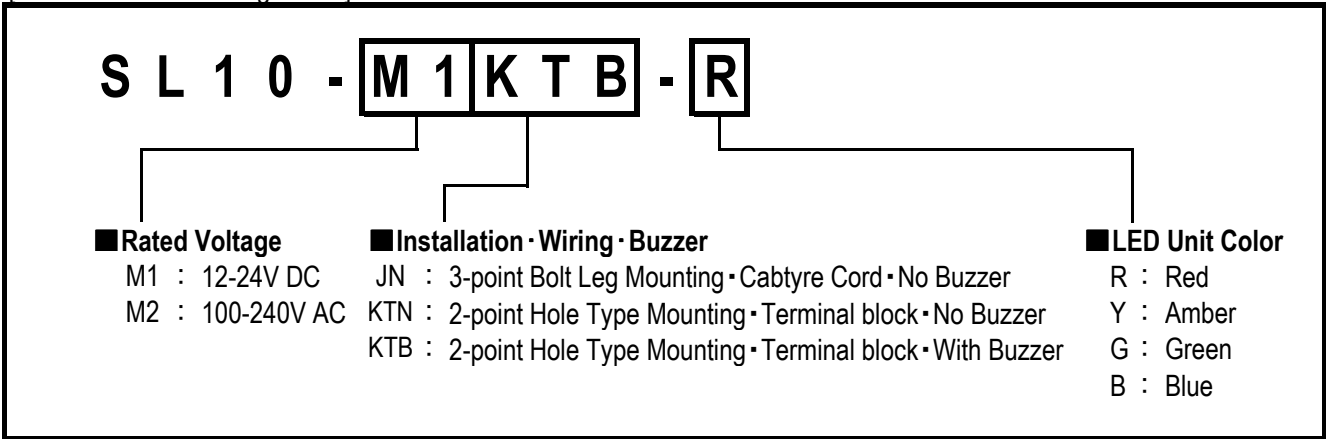 SL10-M1KTB-R
■Rated Voltage
M1 : 12-24V DC
M2 : 100-240V AC
■Installation･Wiring･Buzzer
JN : 3-point Bolt Leg Mounting･Cabtyre Cord･No Buzzer
KTN : 2-point Hole Type Mounting･Terminal block･No Buzzer
KTB : 2-point Hole Type Mounting･Terminal block･With Buzzer
■LED Unit Color
R : Red
Y : Amber
G : Green
B : Blue